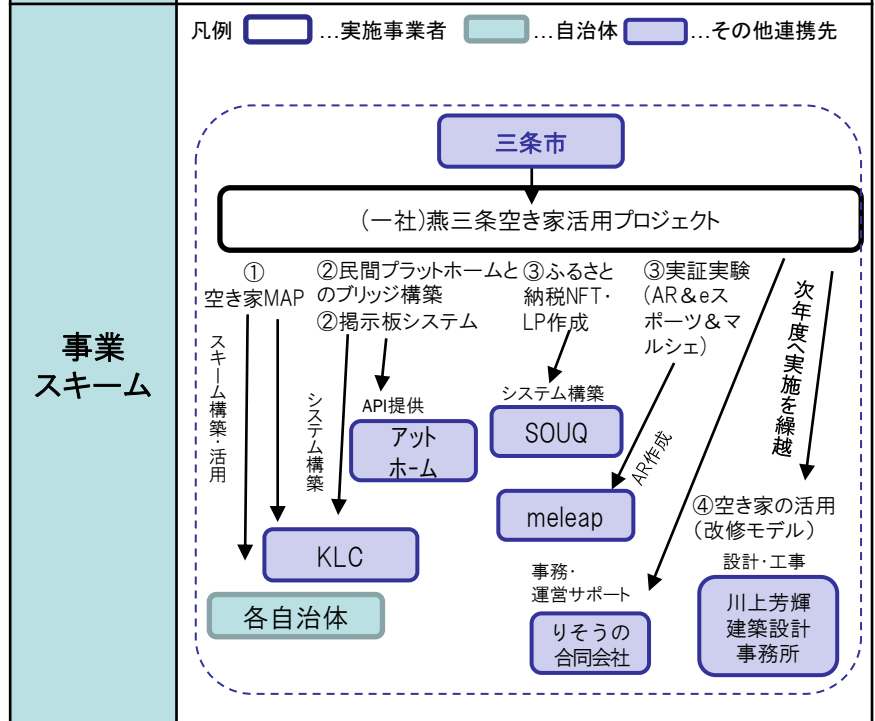 凡例 …実施事業者 …自治体 …その他連携先
事業
スキーム
三条市
(一社)燕三条空き家活用プロジェクト
①
空き家MAP
スキーム構築・活用
②民間プラットホームと
のブリッジ構築
②掲示板システム
システム構築
API提供
アット
ホーム
③ふるさと
納税NFT・
LP作成
システム構築
SOUQ
③実証実験
(AR&eス
ポーツ&マ
ルシェ)
AR作成
meleap
次年度へ実施を繰越
KLC
各自治体
事務・
運営サポート
りそうの
合同会社
④空き家の活用
(改修モデル)
設計・工事
川上芳輝
建築設計
事務所